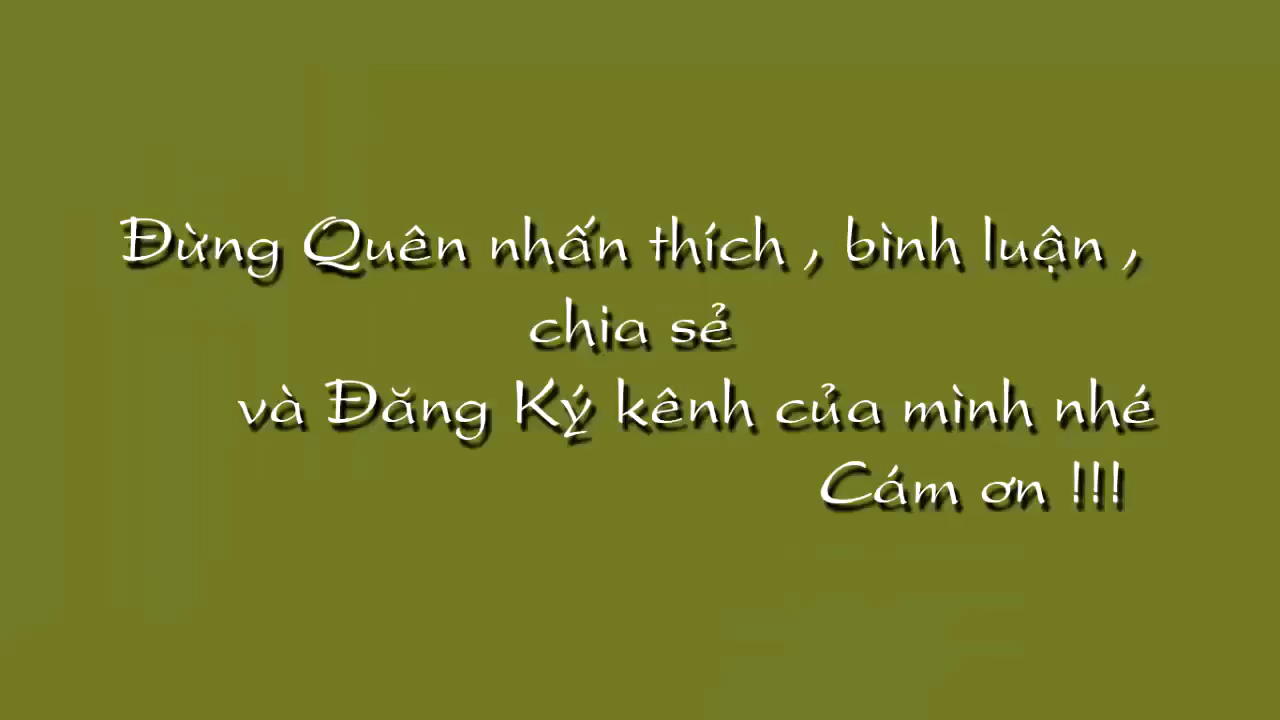 Đừng Quên nhấn thích , bình luận ,
chia sẻ
và Đăng Ký kênh của mình nhé
Cám ơn !!!